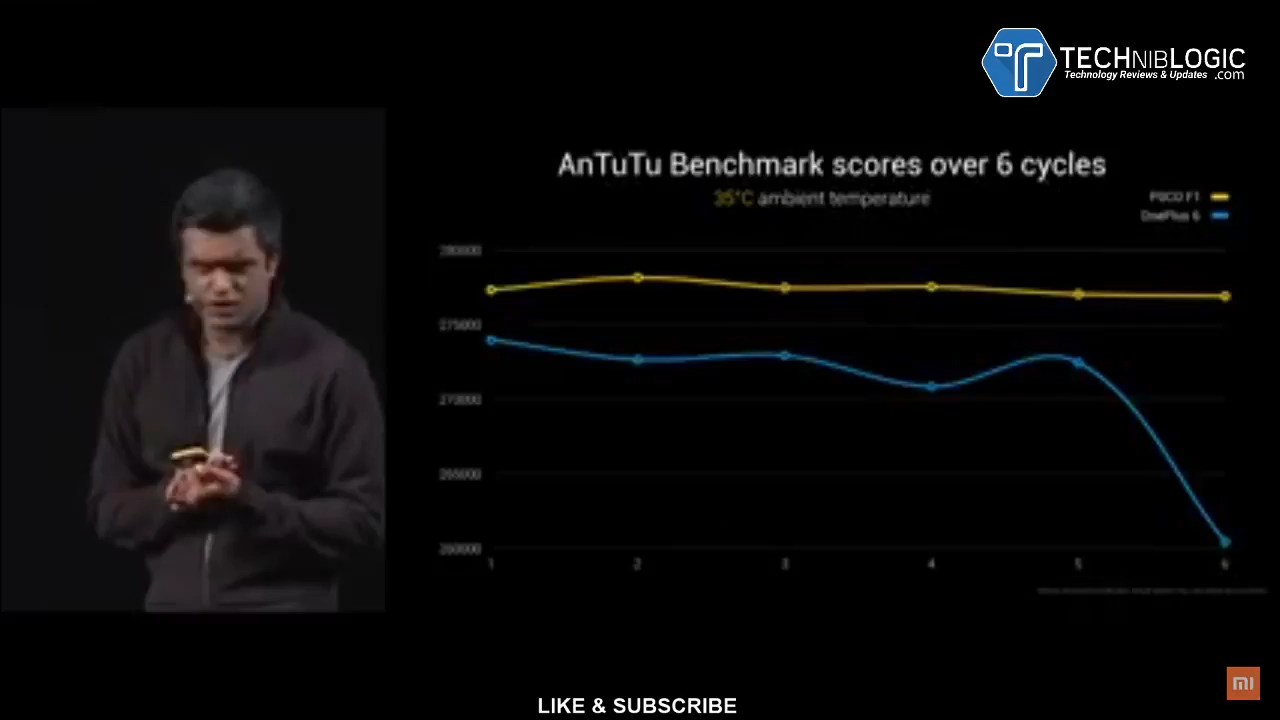 TECHNIBLOGIC
Technology Reviews & Updates .com
AnTuTu Benchmark scores over 6 cycles
35°C ambient temperature
POCO F1
OnePlus 6
280000
275000
270000
265000
260000
1 2 3 4 5 6
LIKE & SUBSCRIBE
MI